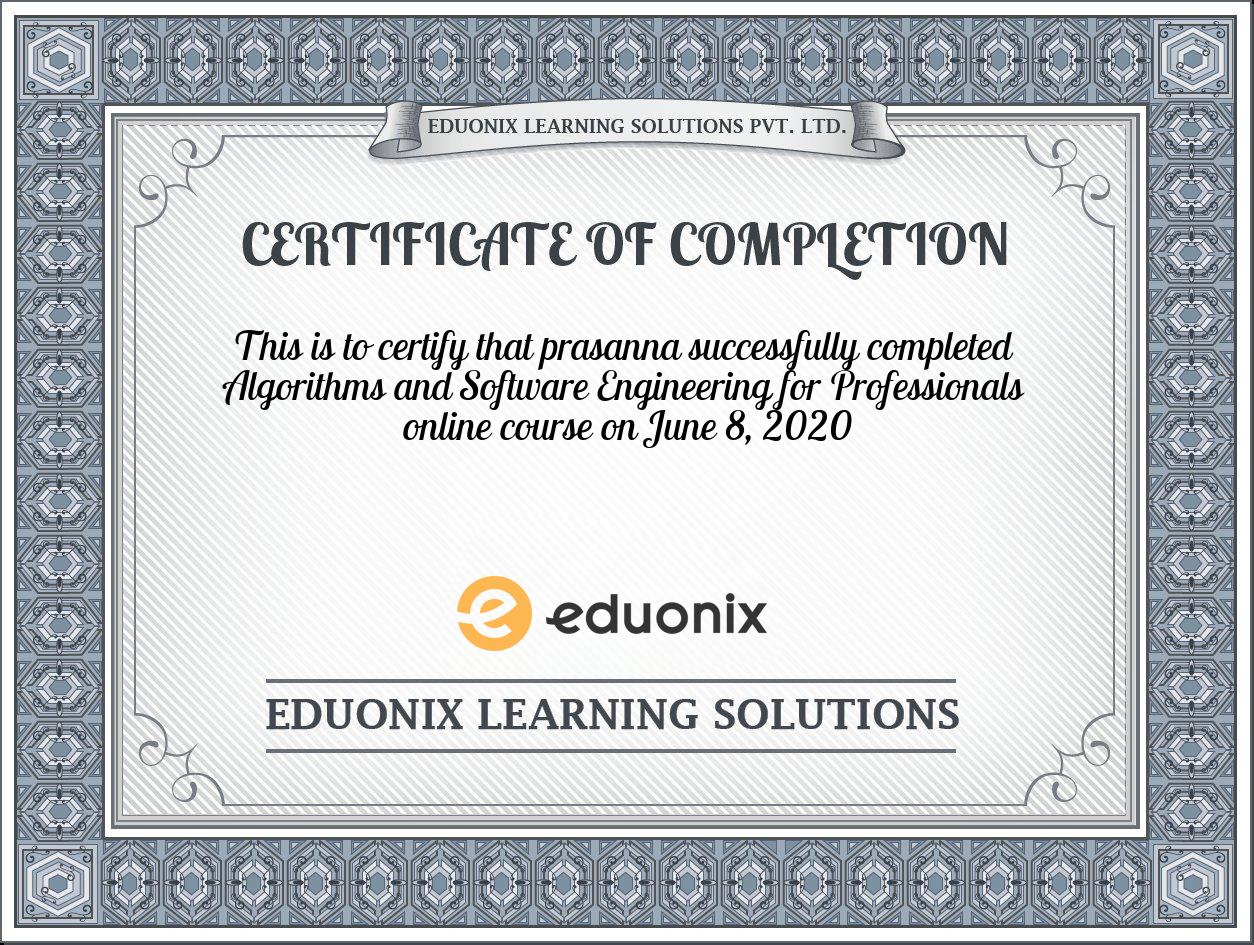 EDUONIX LEARNING SOLUTIONS PVT. LTD.
CERTIFICATE OF COMPLETION
This is to certify that prasanna successfully completed
Algorithms and Software Engineering for Professionals
online course on June 8, 2020
e eduonix
EDUONIX LEARNING SOLUTIONS